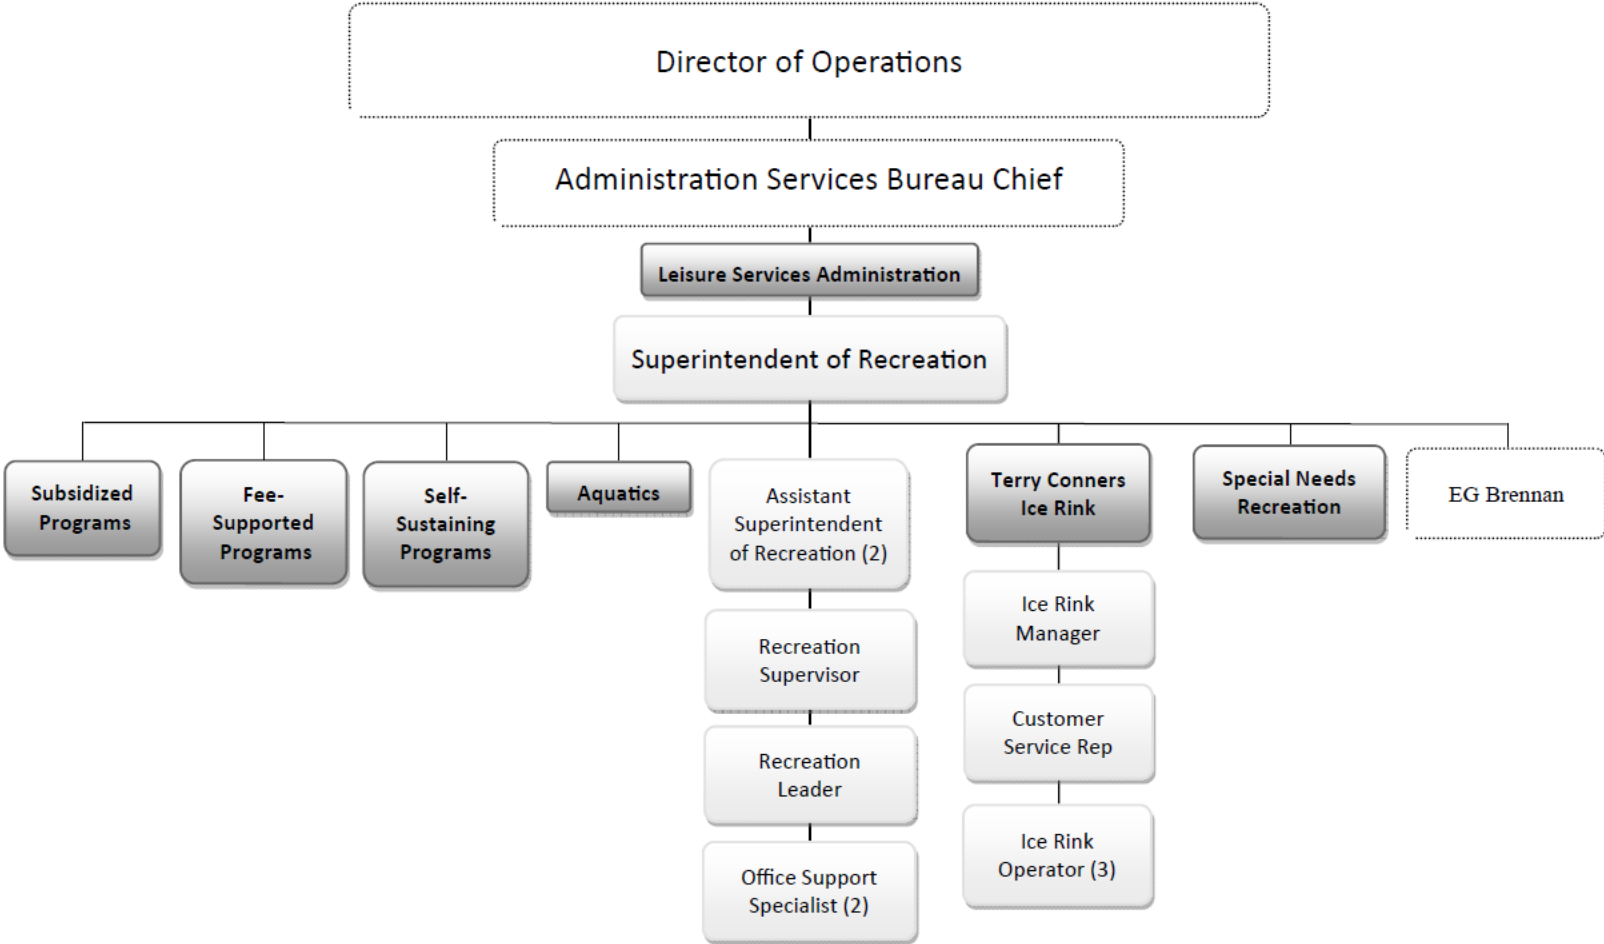 Director of Operations
Administration Services Bureau Chief
Leisure Services Administration
Superintendent of Recreation
Subsidized
Programs
Fee-
Supported
Programs
Self-
Sustaining
Programs
Aquatics
Assistant
Superintendent
of Recreation (2)
Terry Conners
Ice Rink
Special Needs
Recreation
EG Brennan
Recreation
Supervisor
Recreation
Leader
Office Support
Specialist (2)
Ice Rink
Manager
Customer
Service Rep
Ice Rink
Operator (3)